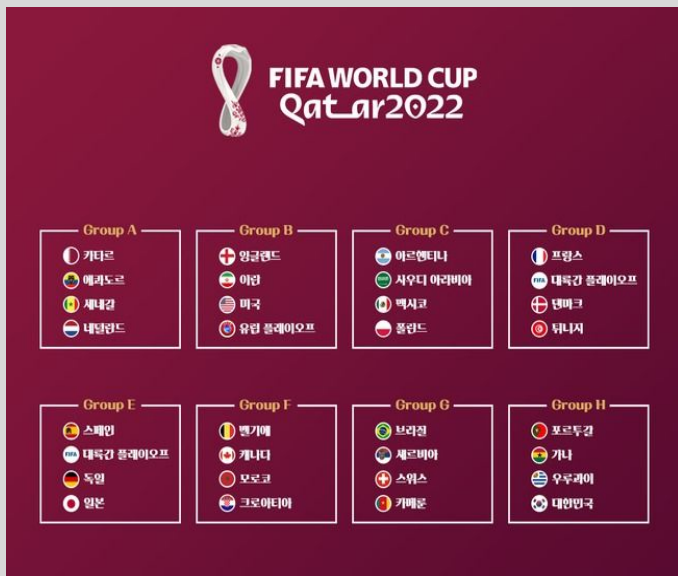 FIFA WORLD CUP
Qatar2022
Group A
카타르
에콰도르
세네갈
네덜란드
Group B
잉글랜드
이란
미국
유럽 플레이오프
Group C
아르헨티나
사우디 아라비아
멕시코
폴란드
Group D
프랑스
FIFA 대륙간 플레이오프
덴마크
튀니지
Group E
스페인
FIFA 대륙간 플레이오프
독일
일본
Group F
벨기에
캐나다
모로코
크로아티아
Group G
브라질
세르비아
스위스
카메룬
Group H
포르투갈
가나
우루과이
대한민국